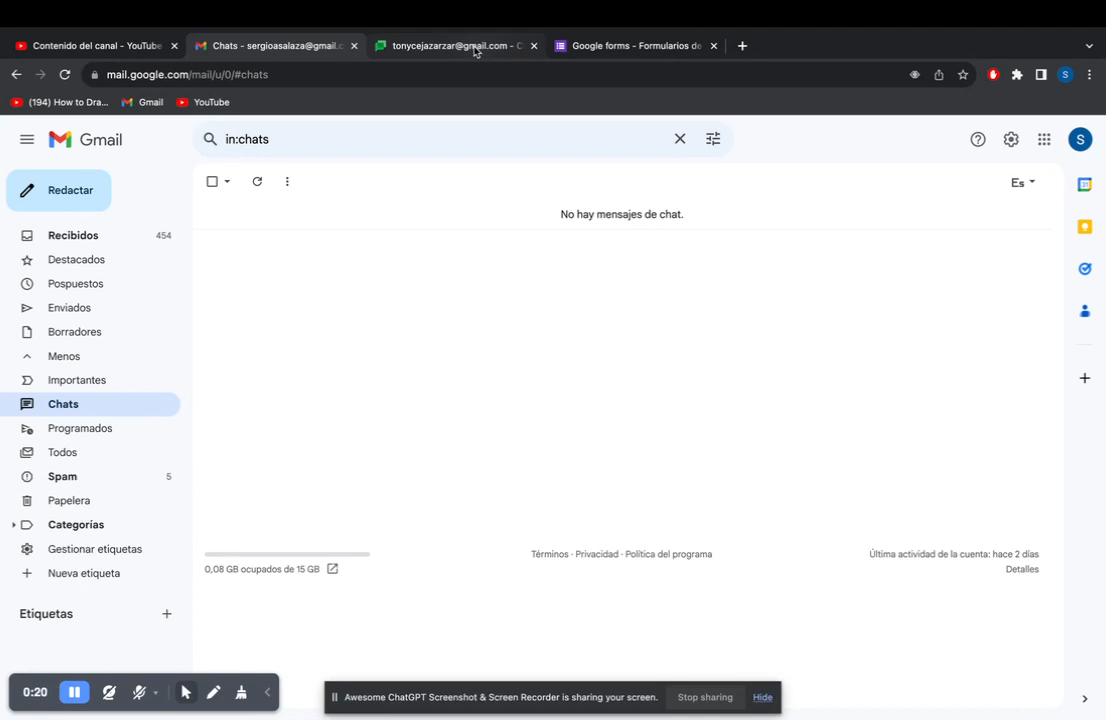 Contenido del canal - YouTube
Chats - sergioasalaza@gmail.c
tonycejazarzar@gmail.com - C
Google forms - Formularios de
mail.google.com/mail/u/0/#chats
S
(194) How to Dra...
Gmail
YouTube
Gmail
in:chats
S
Redactar
Es
No hay mensajes de chat.
Recibidos 454
Destacados
Pospuestos
Enviados
Borradores
Menos
Importantes
Chats
Programados
Todos
Spam 5
Papelera
Categorías
Gestionar etiquetas
Nueva etiqueta
Etiquetas
0,08 GB ocupados de 15 GB
Términos · Privacidad · Política del programa
Última actividad de la cuenta: hace 2 días
Detalles
0:20
Awesome ChatGPT Screenshot & Screen Recorder is sharing your screen.
Stop sharing
Hide